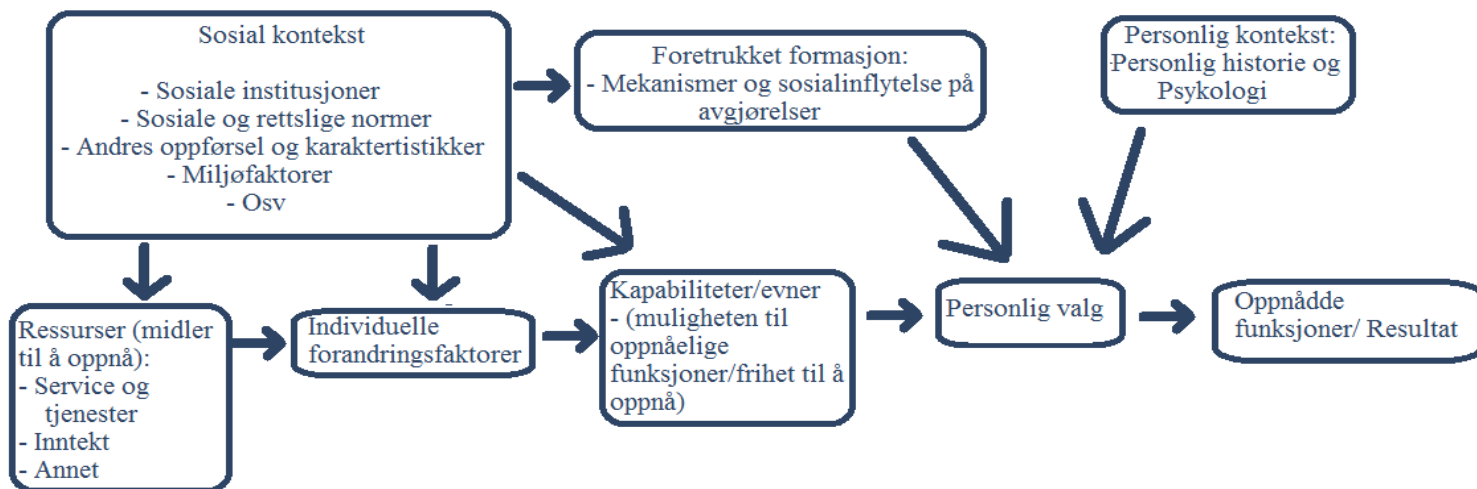 Sosial kontekst
- Sosiale institusjoner
- Sosiale og rettslige normer
- Andres oppførsel og karaktertistikker
- Miljøfaktorer
- Osv
Foretrukket formasjon:
- Mekanismer og sosialinflytelse på
avgjørelser
Personlig kontekst:
-Personlig historie og
Psykologi
Ressurser (midler
til å oppnå):
- Service og
tjenester
- Inntekt
- Annet
Individuelle
forandringsfaktorer
Kapabiliteter/evner
- (muligheten til
oppnåelige
funksjoner/frihet til å
oppnå)
Personlig valg
Oppnådde
funksjoner/ Resultat